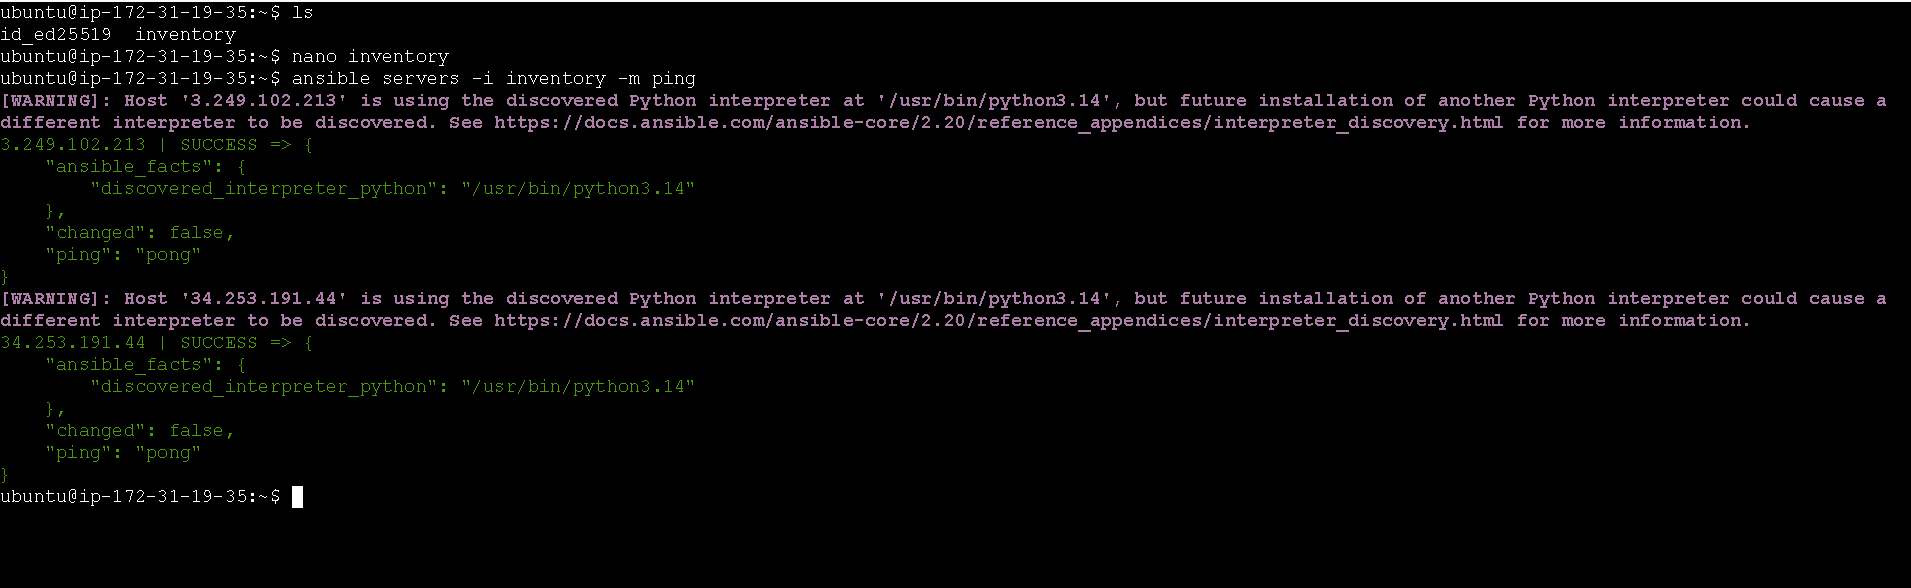 ubuntu@ip-172-31-19-35:~$ ls
id_ed25519  inventory
ubuntu@ip-172-31-19-35:~$ nano inventory
ubuntu@ip-172-31-19-35:~$ ansible servers -i inventory -m ping
[WARNING]: Host '3.249.102.213' is using the discovered Python interpreter at '/usr/bin/python3.14', but future installation of another Python interpreter could cause a
different interpreter to be discovered. See https://docs.ansible.com/ansible-core/2.20/reference_appendices/interpreter_discovery.html for more information.
3.249.102.213 | SUCCESS => {
    "ansible_facts": {
        "discovered_interpreter_python": "/usr/bin/python3.14"
    },
    "changed": false,
    "ping": "pong"
}
[WARNING]: Host '34.253.191.44' is using the discovered Python interpreter at '/usr/bin/python3.14', but future installation of another Python interpreter could cause a
different interpreter to be discovered. See https://docs.ansible.com/ansible-core/2.20/reference_appendices/interpreter_discovery.html for more information.
34.253.191.44 | SUCCESS => {
    "ansible_facts": {
        "discovered_interpreter_python": "/usr/bin/python3.14"
    },
    "changed": false,
    "ping": "pong"
}
ubuntu@ip-172-31-19-35:~$